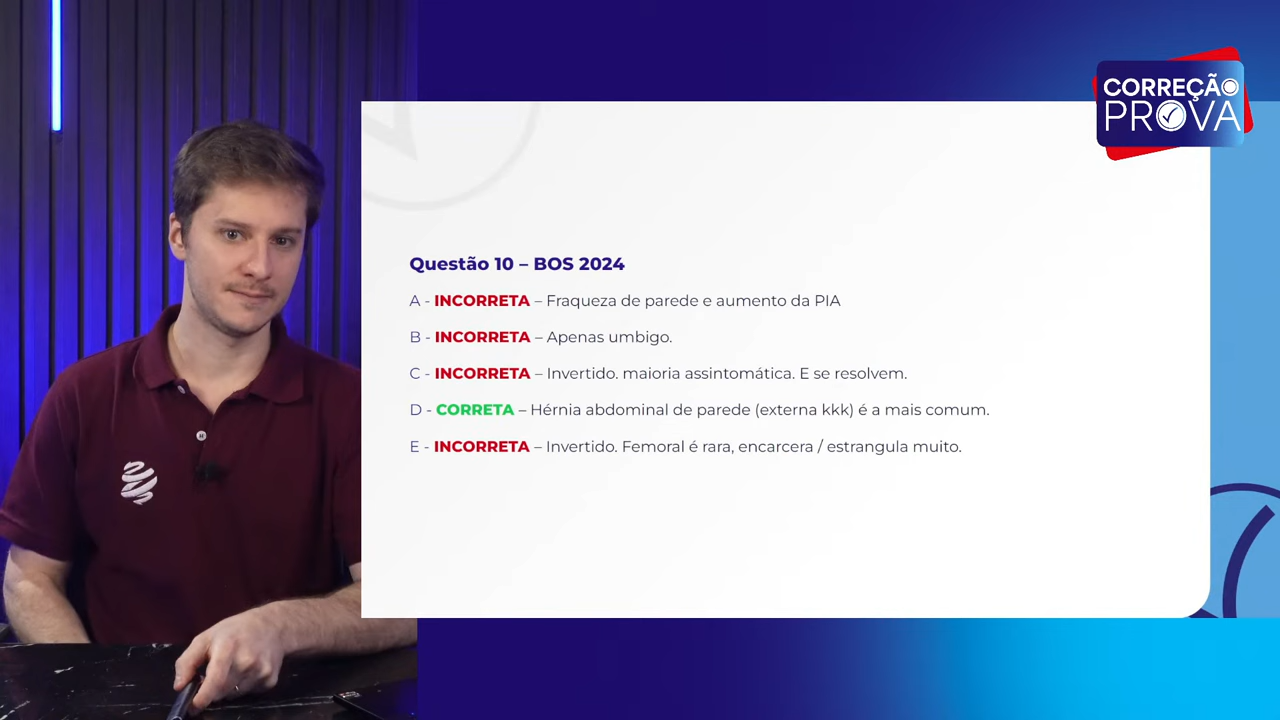 CORREÇÃO
PROVA
Questão 10 – BOS 2024
A - INCORRETA – Fraqueza de parede e aumento da PIA
B - INCORRETA – Apenas umbigo.
C - INCORRETA – Invertido. maioria assintomática. E se resolvem.
D - CORRETA – Hérnia abdominal de parede (externa kkk) é a mais comum.
E - INCORRETA – Invertido. Femoral é rara, encarcera / estrangula muito.